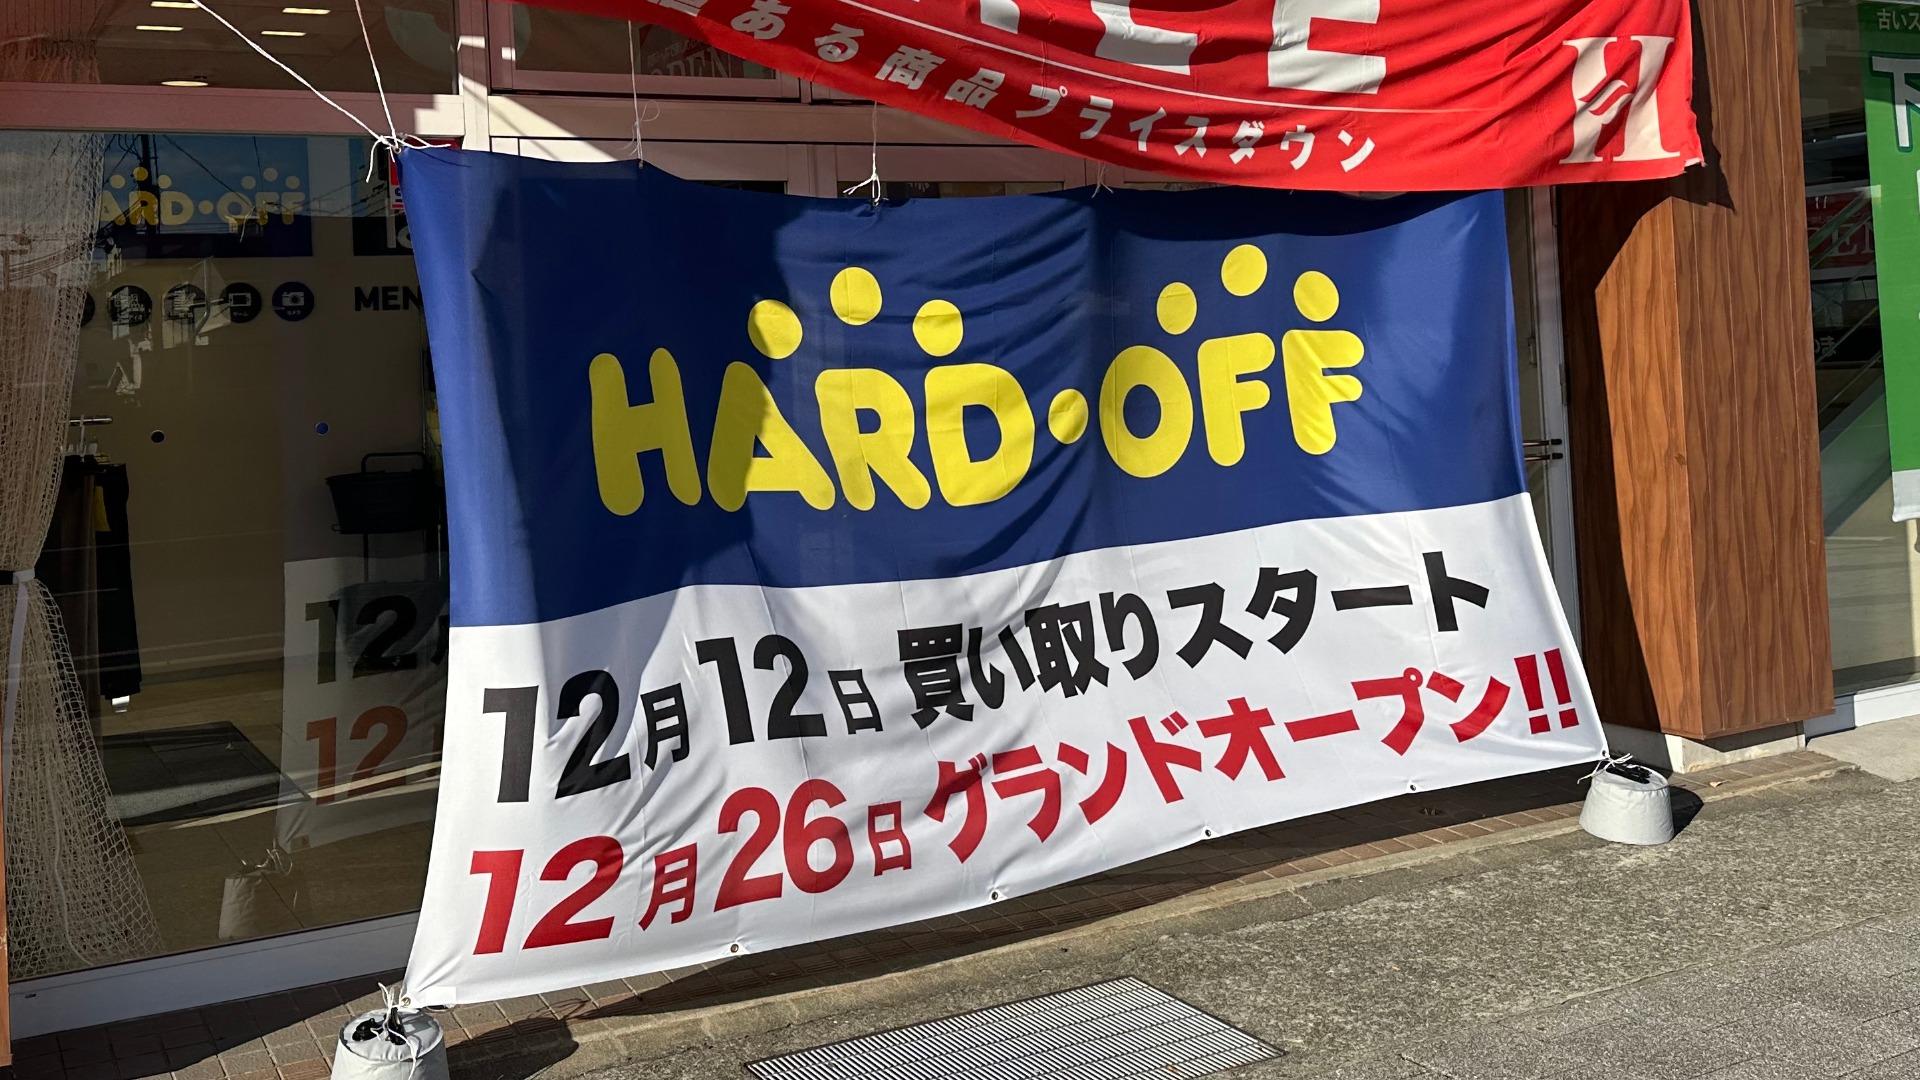 ある商品プライスダウン
H
HARD・OFF
MEN
HARD・OFF
12月12日買い取りスタート
12月26日グランドオープン!!